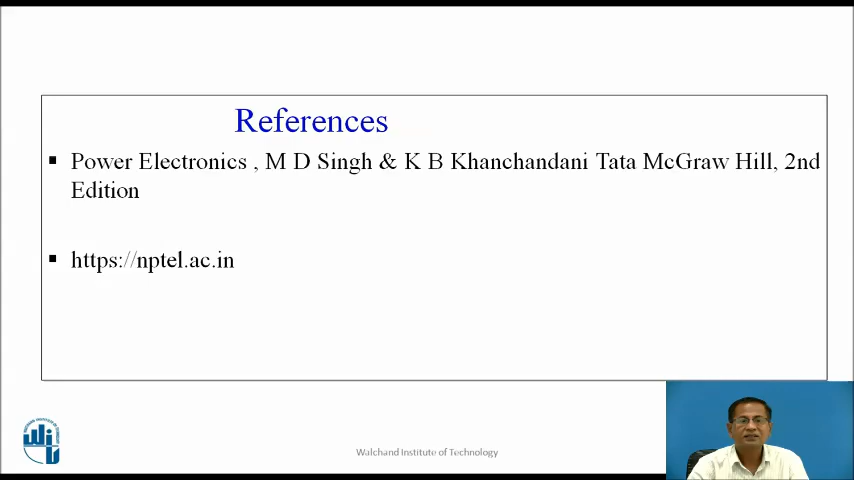 References
▪ Power Electronics , M D Singh & K B Khanchandani Tata McGraw Hill, 2nd
Edition
▪ https://nptel.ac.in
Walchand Institute of Technology